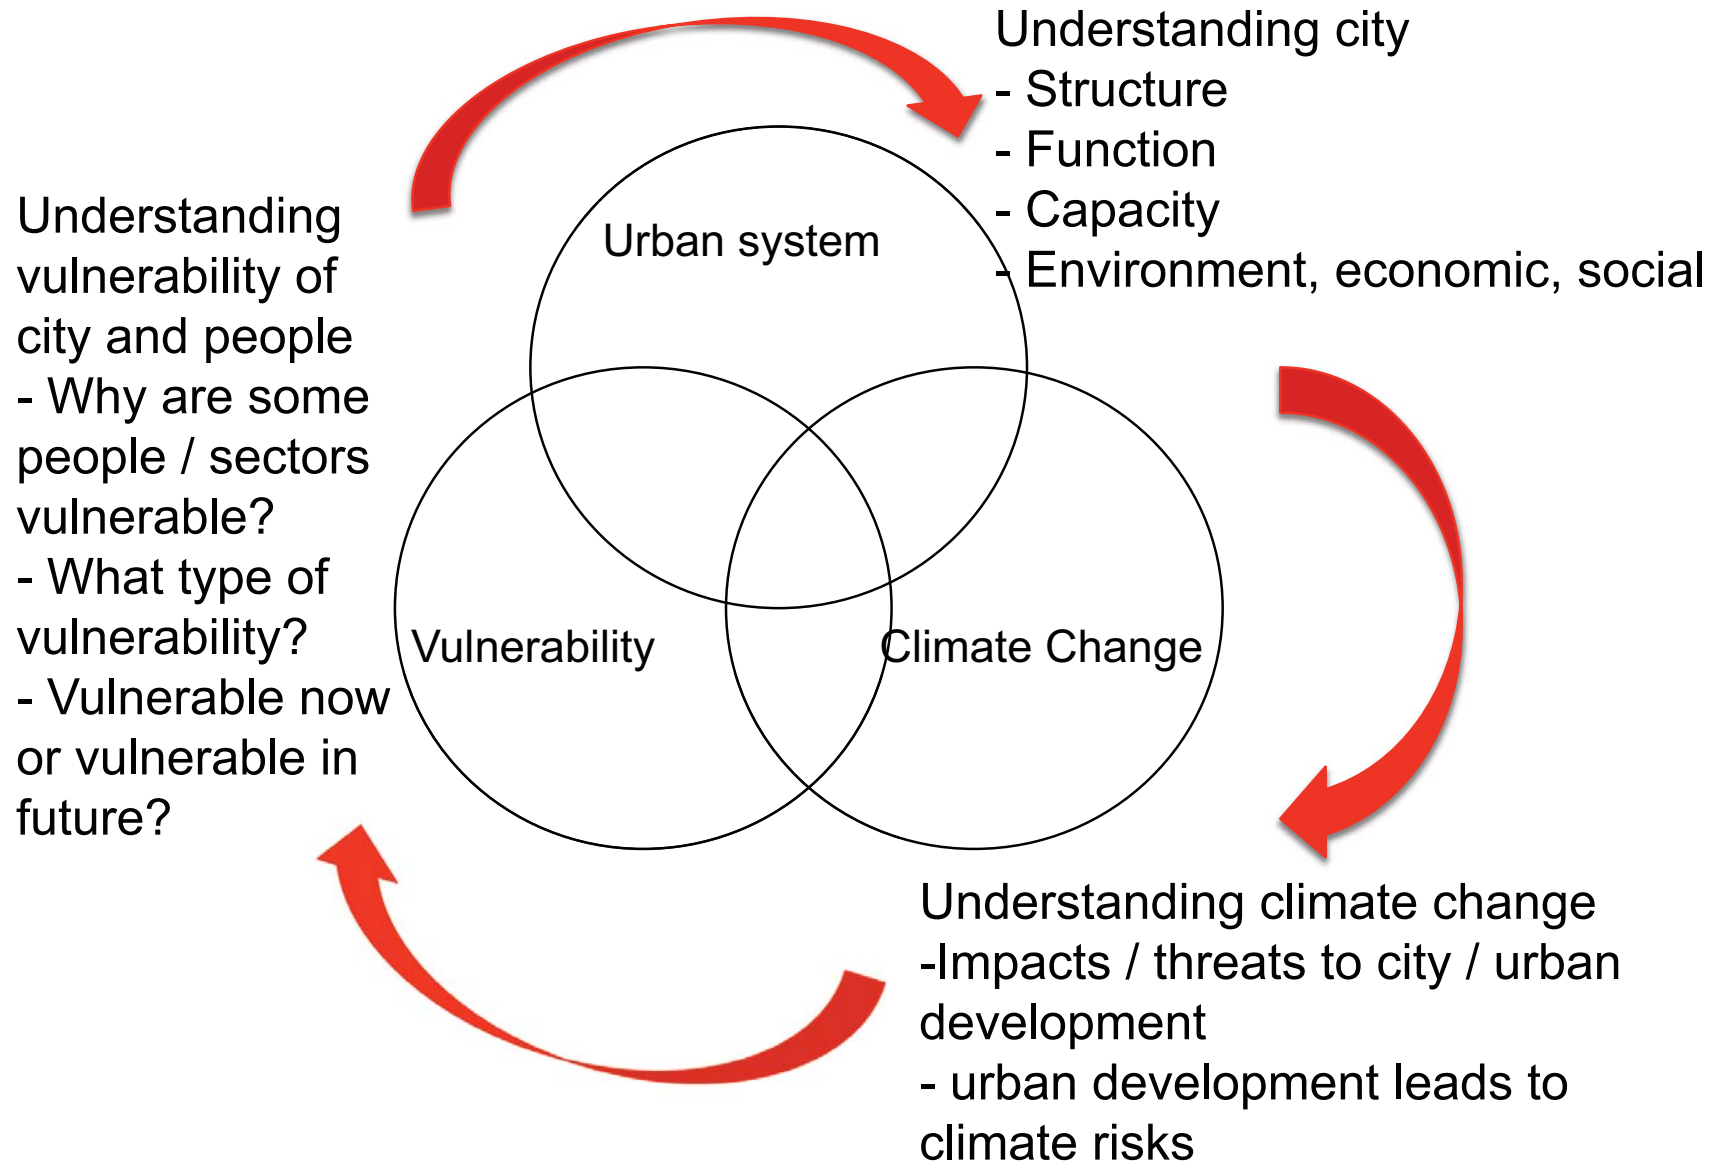 Understanding city
- Structure
- Function
- Capacity
- Environment, economic, social
Understanding
vulnerability of
city and people
- Why are some
people / sectors
vulnerable?
- What type of
vulnerability?
- Vulnerable now
or vulnerable in
future?
Urban system
Vulnerability
Climate Change
Understanding climate change
-Impacts / threats to city / urban
development
- urban development leads to
climate risks